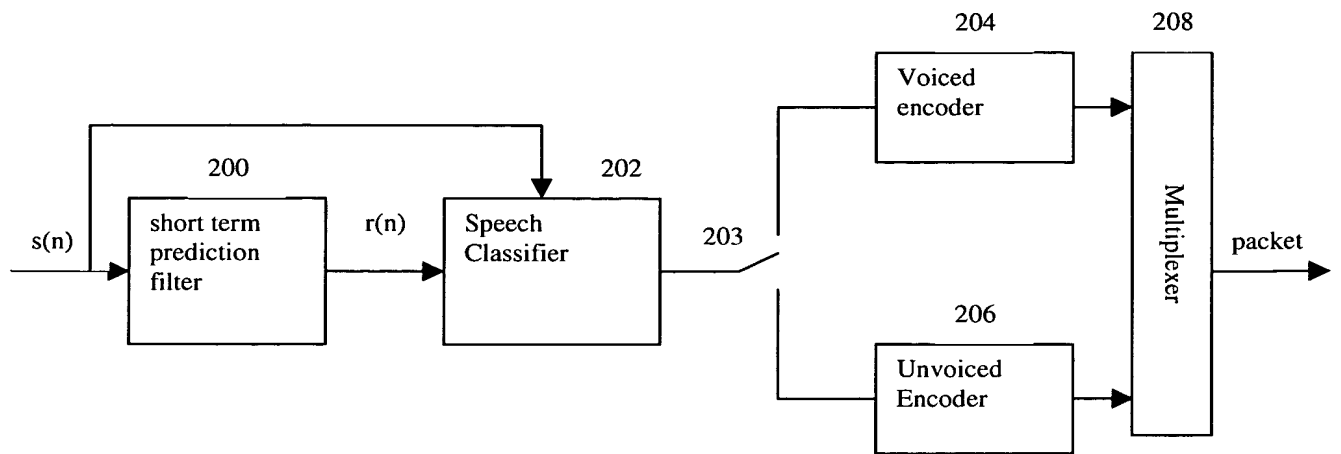 204
208
Voiced
encoder
200
202
s(n)
short term
prediction
filter
r(n)
Speech
Classifier
203
Multiplexer
packet
206
Unvoiced
Encoder